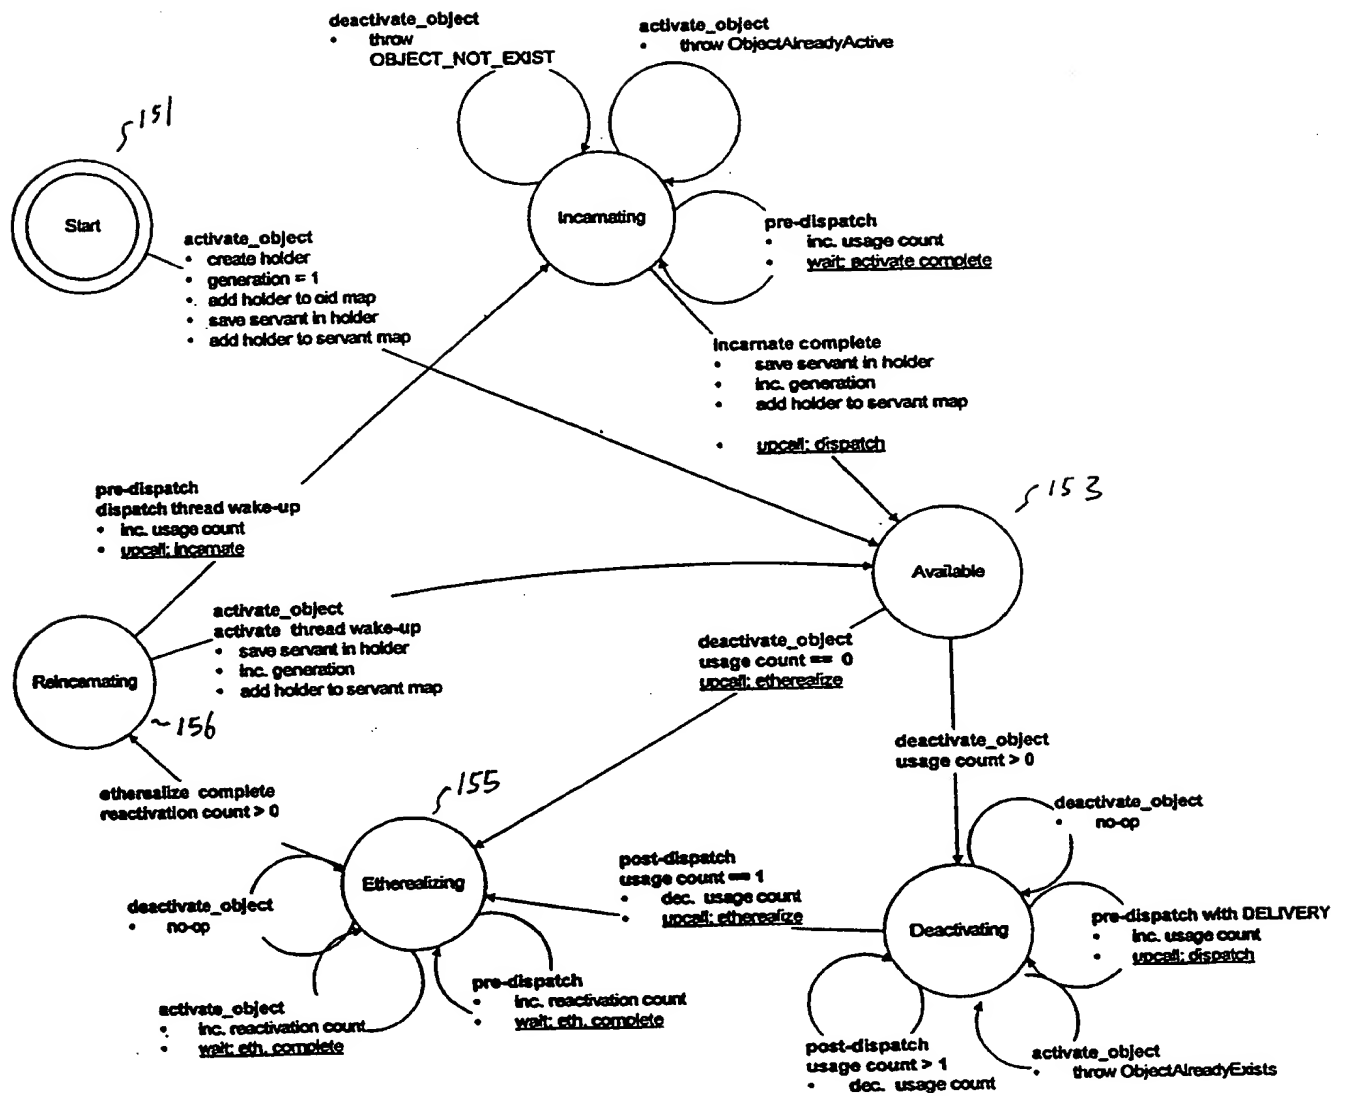 deactivate_object
• throw
OBJECT_NOT_EXIST
activate_object
• throw ObjectAlreadyActive
151
Start
activate_object
• create holder
• generation = 1
• add holder to oid map
• save servant in holder
• add holder to servant map
Incarnating
pre-dispatch
• inc. usage count
• wait: activate complete
incarnate complete
• save servant in holder
• inc. generation
• add holder to servant map
• upcall: dispatch
pre-dispatch
dispatch thread wake-up
• inc. usage count
• upcall: incarnate
153
Available
activate_object
activate thread wake-up
• save servant in holder
• inc. generation
• add holder to servant map
Reincarnating
156
deactivate_object
usage count == 0
upcall: etherealize
deactivate_object
usage count > 0
etherealize complete
reactivation count > 0
155
Etherealizing
deactivate_object
• no-op
post-dispatch
usage count == 1
• dec. usage count
• upcall: etherealize
deactivate_object
• no-op
Deactivating
pre-dispatch with DELIVERY
• inc. usage count
• upcall: dispatch
activate_object
• inc. reactivation count
• wait: eth. complete
pre-dispatch
• inc. reactivation count
• wait: eth. complete
post-dispatch
usage count > 1
• dec. usage count
activate_object
• throw ObjectAlreadyExists